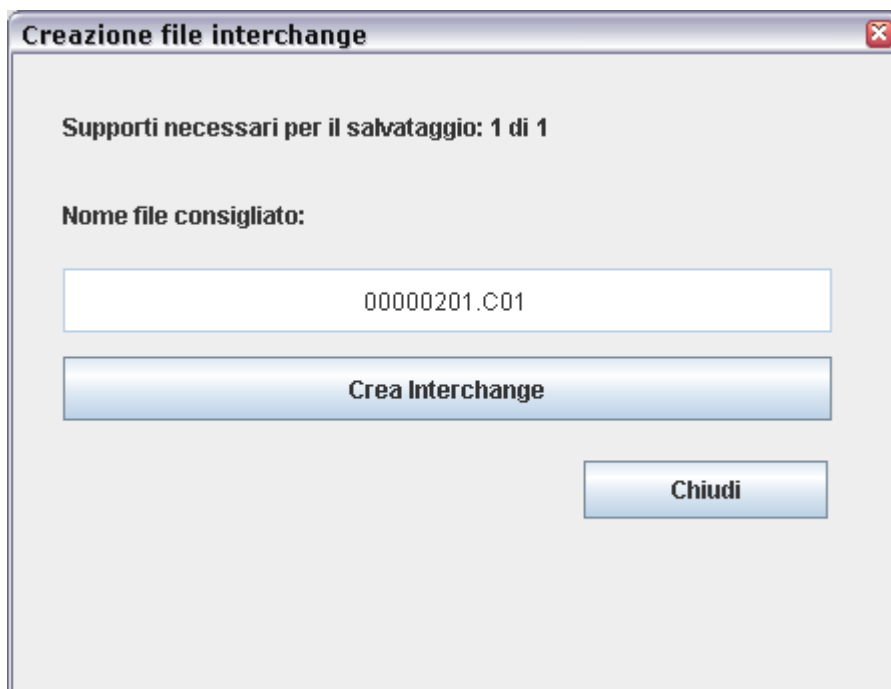 Creazione file interchange
Supporti necessari per il salvataggio: 1 di 1
Nome file consigliato:
00000201.C01
Crea Interchange
Chiudi